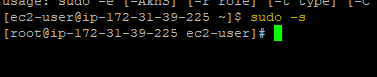 usage: sudo -e [-AknS] [-r role] [-t type] [-C
[ec2-user@ip-172-31-39-225 ~]$ sudo -s
[root@ip-172-31-39-225 ec2-user]#